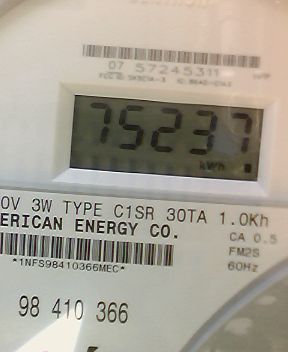 07 57245311
75237
kWh
0V 3W TYPE C1SR 30TA 1.0Kh
ERICAN ENERGY CO.
CA 0.5
FM2S
60Hz
*1NFS98410366MEC*
98 410 366